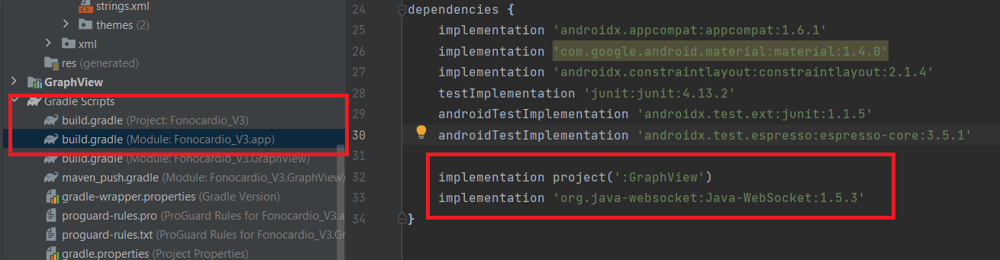 strings.xml
themes (2)
xml
res (generated)
GraphView
Gradle Scripts
build.gradle (Project: Fonocardio_V3)
build.gradle (Module: Fonocardio_V3.app)
build.gradle (Module: Fonocardio_V3.GraphView)
maven_push.gradle (Module: Fonocardio_V3.GraphView)
gradle-wrapper.properties (Gradle Version)
proguard-rules.pro (ProGuard Rules for Fonocardio_V3.a
proguard-rules.txt (ProGuard Rules for Fonocardio_V3.Gr
gradle.properties (Project Properties)
24 dependencies {
25 implementation 'androidx.appcompat:appcompat:1.6.1'
26 implementation 'com.google.android.material:material:1.4.0'
27 implementation 'androidx.constraintlayout:constraintlayout:2.1.4'
28 testImplementation 'junit:junit:4.13.2'
29 androidTestImplementation 'androidx.test.ext:junit:1.1.5'
30 androidTestImplementation 'androidx.test.espresso:espresso-core:3.5.1'
31
32 implementation project(':GraphView')
33 implementation 'org.java-websocket:Java-WebSocket:1.5.3'
34 }